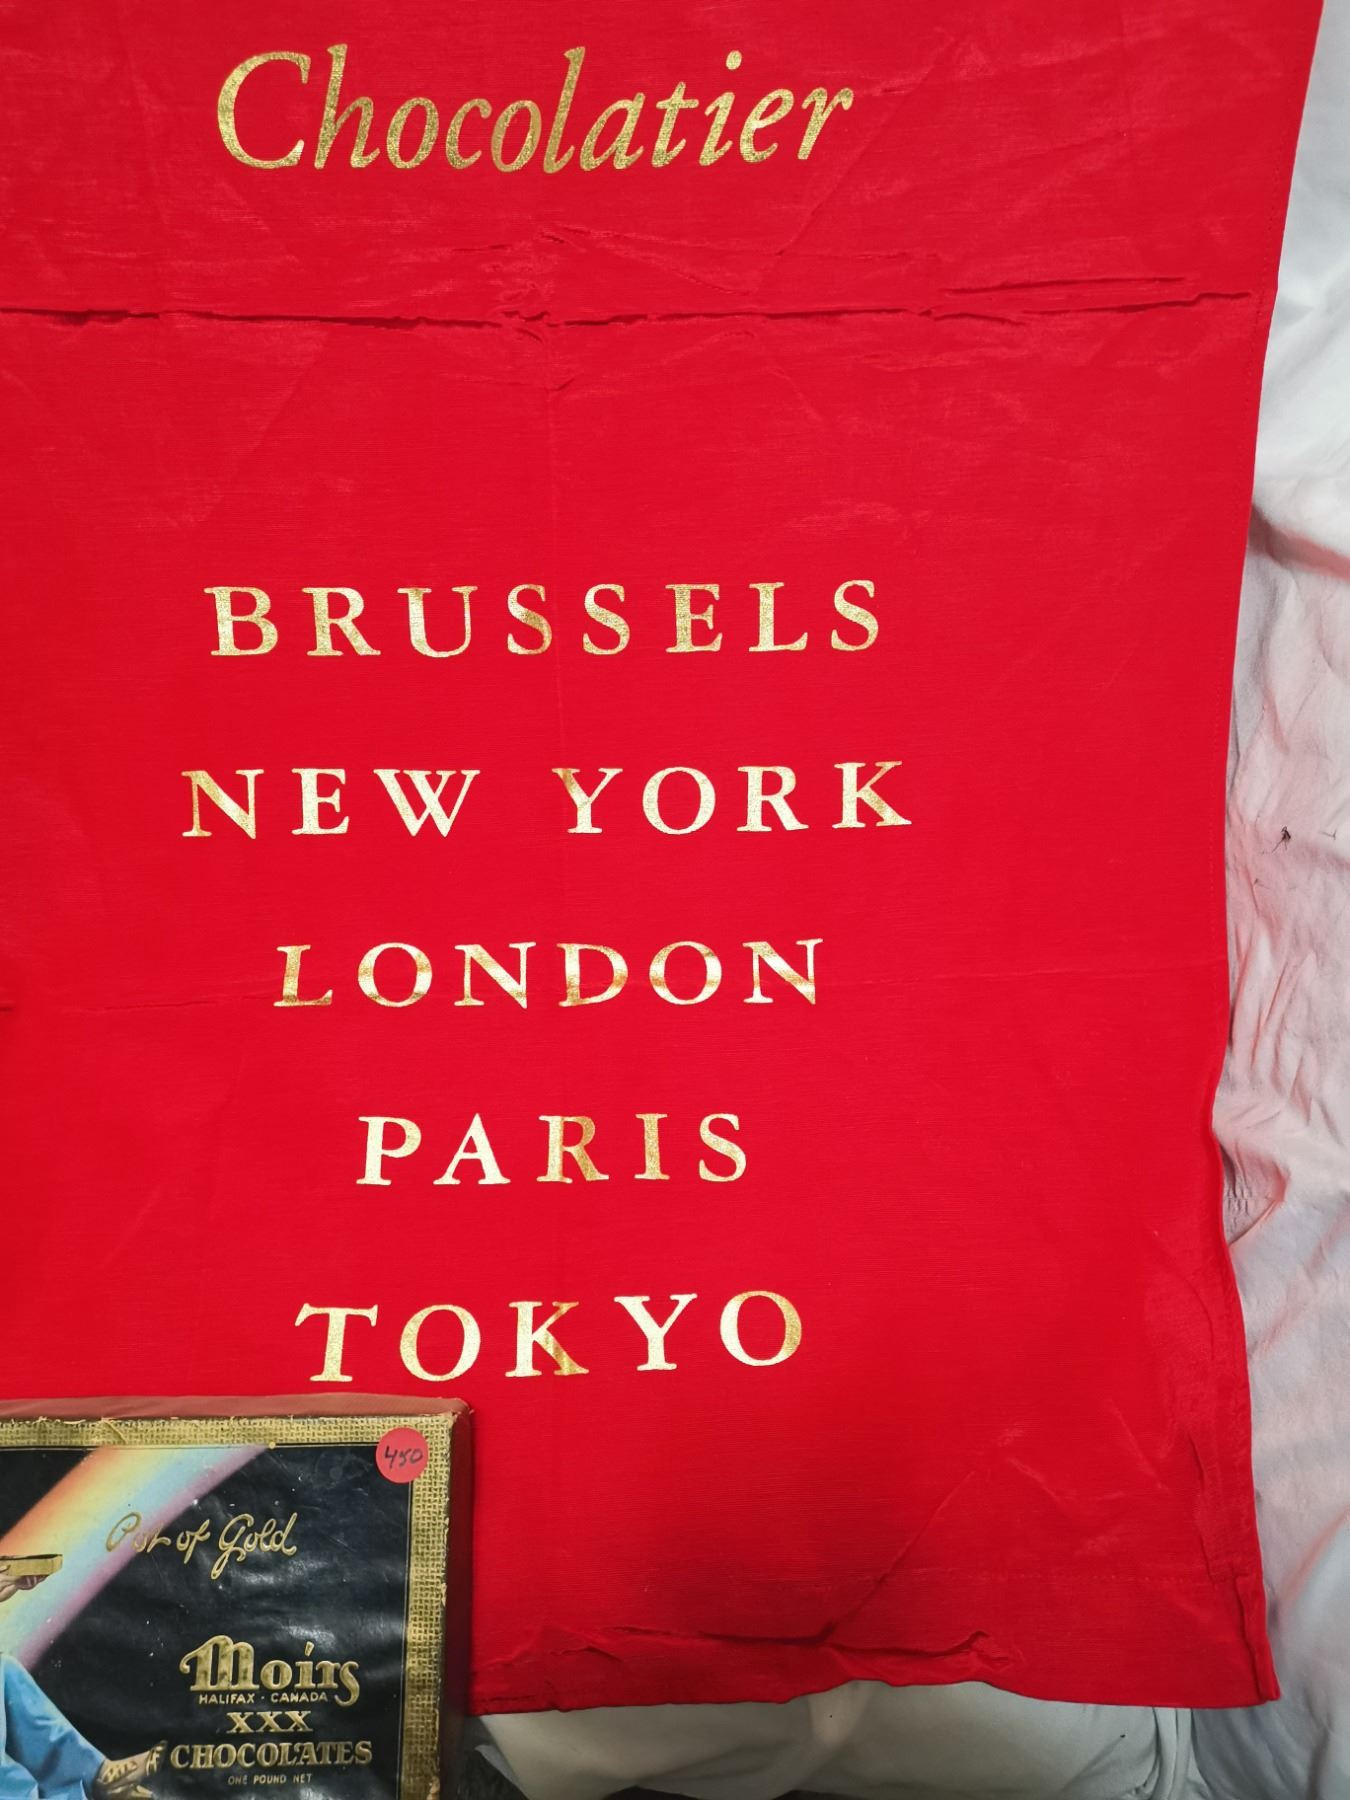 Chocolatier
BRUSSELS
NEW YORK
LONDON
PARIS
TOKYO
450
Pot of Gold
Moirs
HALIFAX · CANADA
XXX
CHOCOLATES
ONE POUND NET